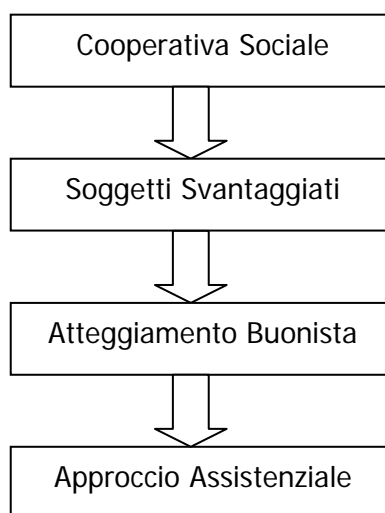 Cooperativa Sociale
Soggetti Svantaggiati
Atteggiamento Buonista
Approccio Assistenziale